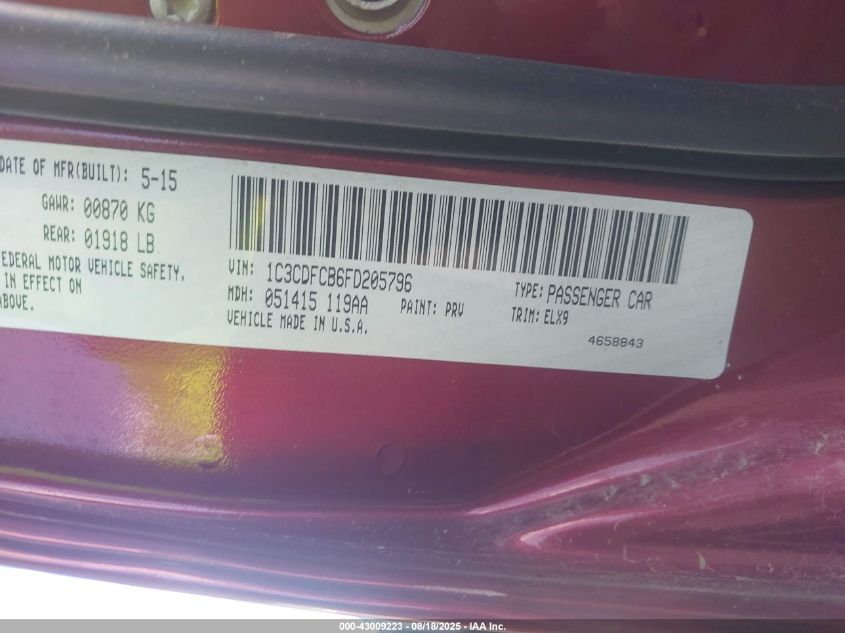 DATE OF MFR(BUILT): 5-15
GAWR: 00870 KG
REAR: 01918 LB
FEDERAL MOTOR VEHICLE SAFETY,
IN EFFECT ON
ABOVE.
VIN: 1C3CDFCB6FD205796
MDH: 051415 119AA PAINT: PRV
VEHICLE MADE IN U.S.A.
TYPE: PASSENGER CAR
TRIM: ELX9
4658843
000-43009223 - 08/18/2025 - IAA Inc.